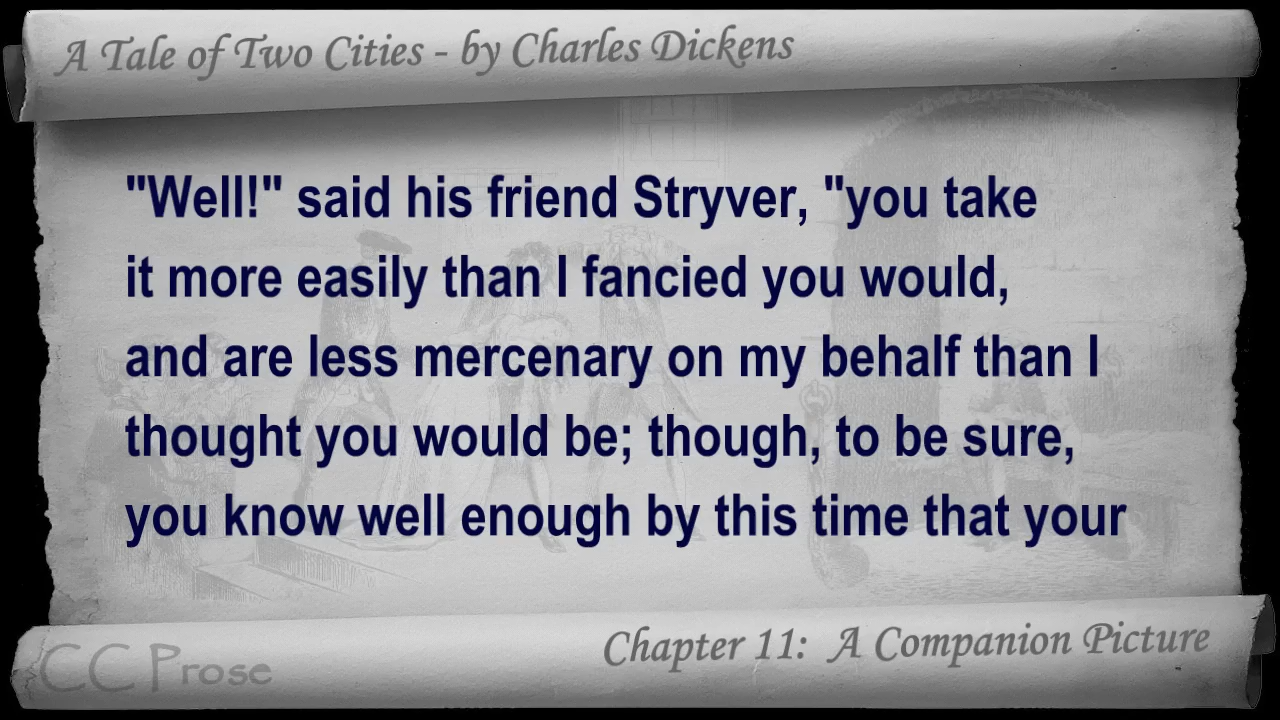 A Tale of Two Cities - by Charles Dickens
"Well!" said his friend Stryver, "you take
it more easily than I fancied you would,
and are less mercenary on my behalf than I
thought you would be; though, to be sure,
you know well enough by this time that your
Chapter 11:  A Companion Picture
CC Prose